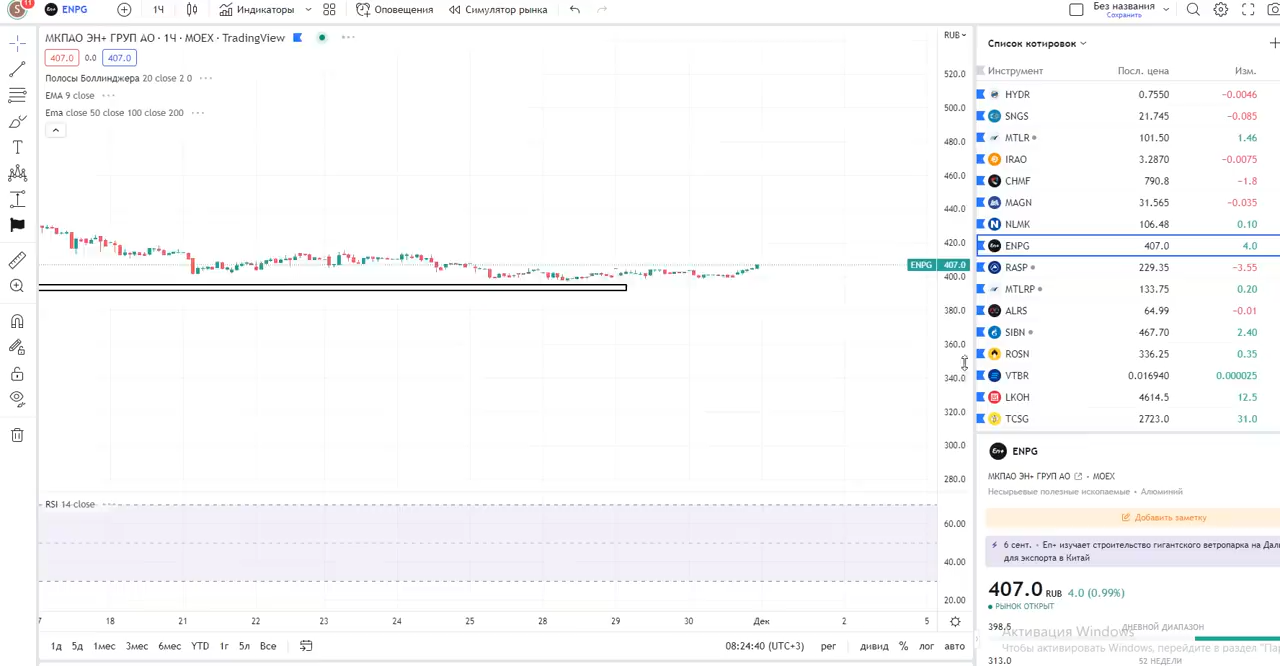 S 11 ENPG 1Ч Индикаторы Оповещения Симулятор рынка Без названия
Сохранить
МКПАО ЭН+ ГРУП АО · 1Ч · MOEX · TradingView
407.0 0.0 407.0
Полосы Боллинджера 20 close 2 0
EMA 9 close
Ema close 50 close 100 close 200
RUB
520.0
500.0
480.0
460.0
440.0
420.0
ENPG 407.0
400.0
380.0
360.0
340.0
320.0
300.0
280.0
RSI 14 close
60.00
40.00
20.00
7 18 21 22 23 24 25 28 29 30 Дек 2 5
1д 5д 1мес 3мес 6мес YTD 1г 5л Все 08:24:40 (UTC+3) рег дивид % лог авто
Список котировок
Инструмент Посл. цена Изм.
HYDR 0.7550 −0.0046
SNGS 21.745 −0.085
MTLR 101.50 1.46
IRAO 3.2870 −0.0075
CHMF 790.8 −1.8
MAGN 31.565 −0.035
NLMK 106.48 0.10
ENPG 407.0 4.0
RASP 229.35 −3.55
MTLRP 133.75 0.20
ALRS 64.99 −0.01
SIBN 467.70 2.40
ROSN 336.25 0.35
VTBR 0.016940 0.000025
LKOH 4614.5 12.5
TCSG 2723.0 31.0
En+ ENPG
МКПАО ЭН+ ГРУП АО · MOEX
Несырьевые полезные ископаемые • Алюминий
Добавить заметку
6 сент. • En+ изучает строительство гигантского ветропарка на Даль
для экспорта в Китай
407.0 RUB 4.0 (0.99%)
РЫНОК ОТКРЫТ
398.5 ДНЕВНОЙ ДИАПАЗОН
Активация Windows
Чтобы активировать Windows, перейдите в раздел "Па
313.0 52 НЕДЕЛИ